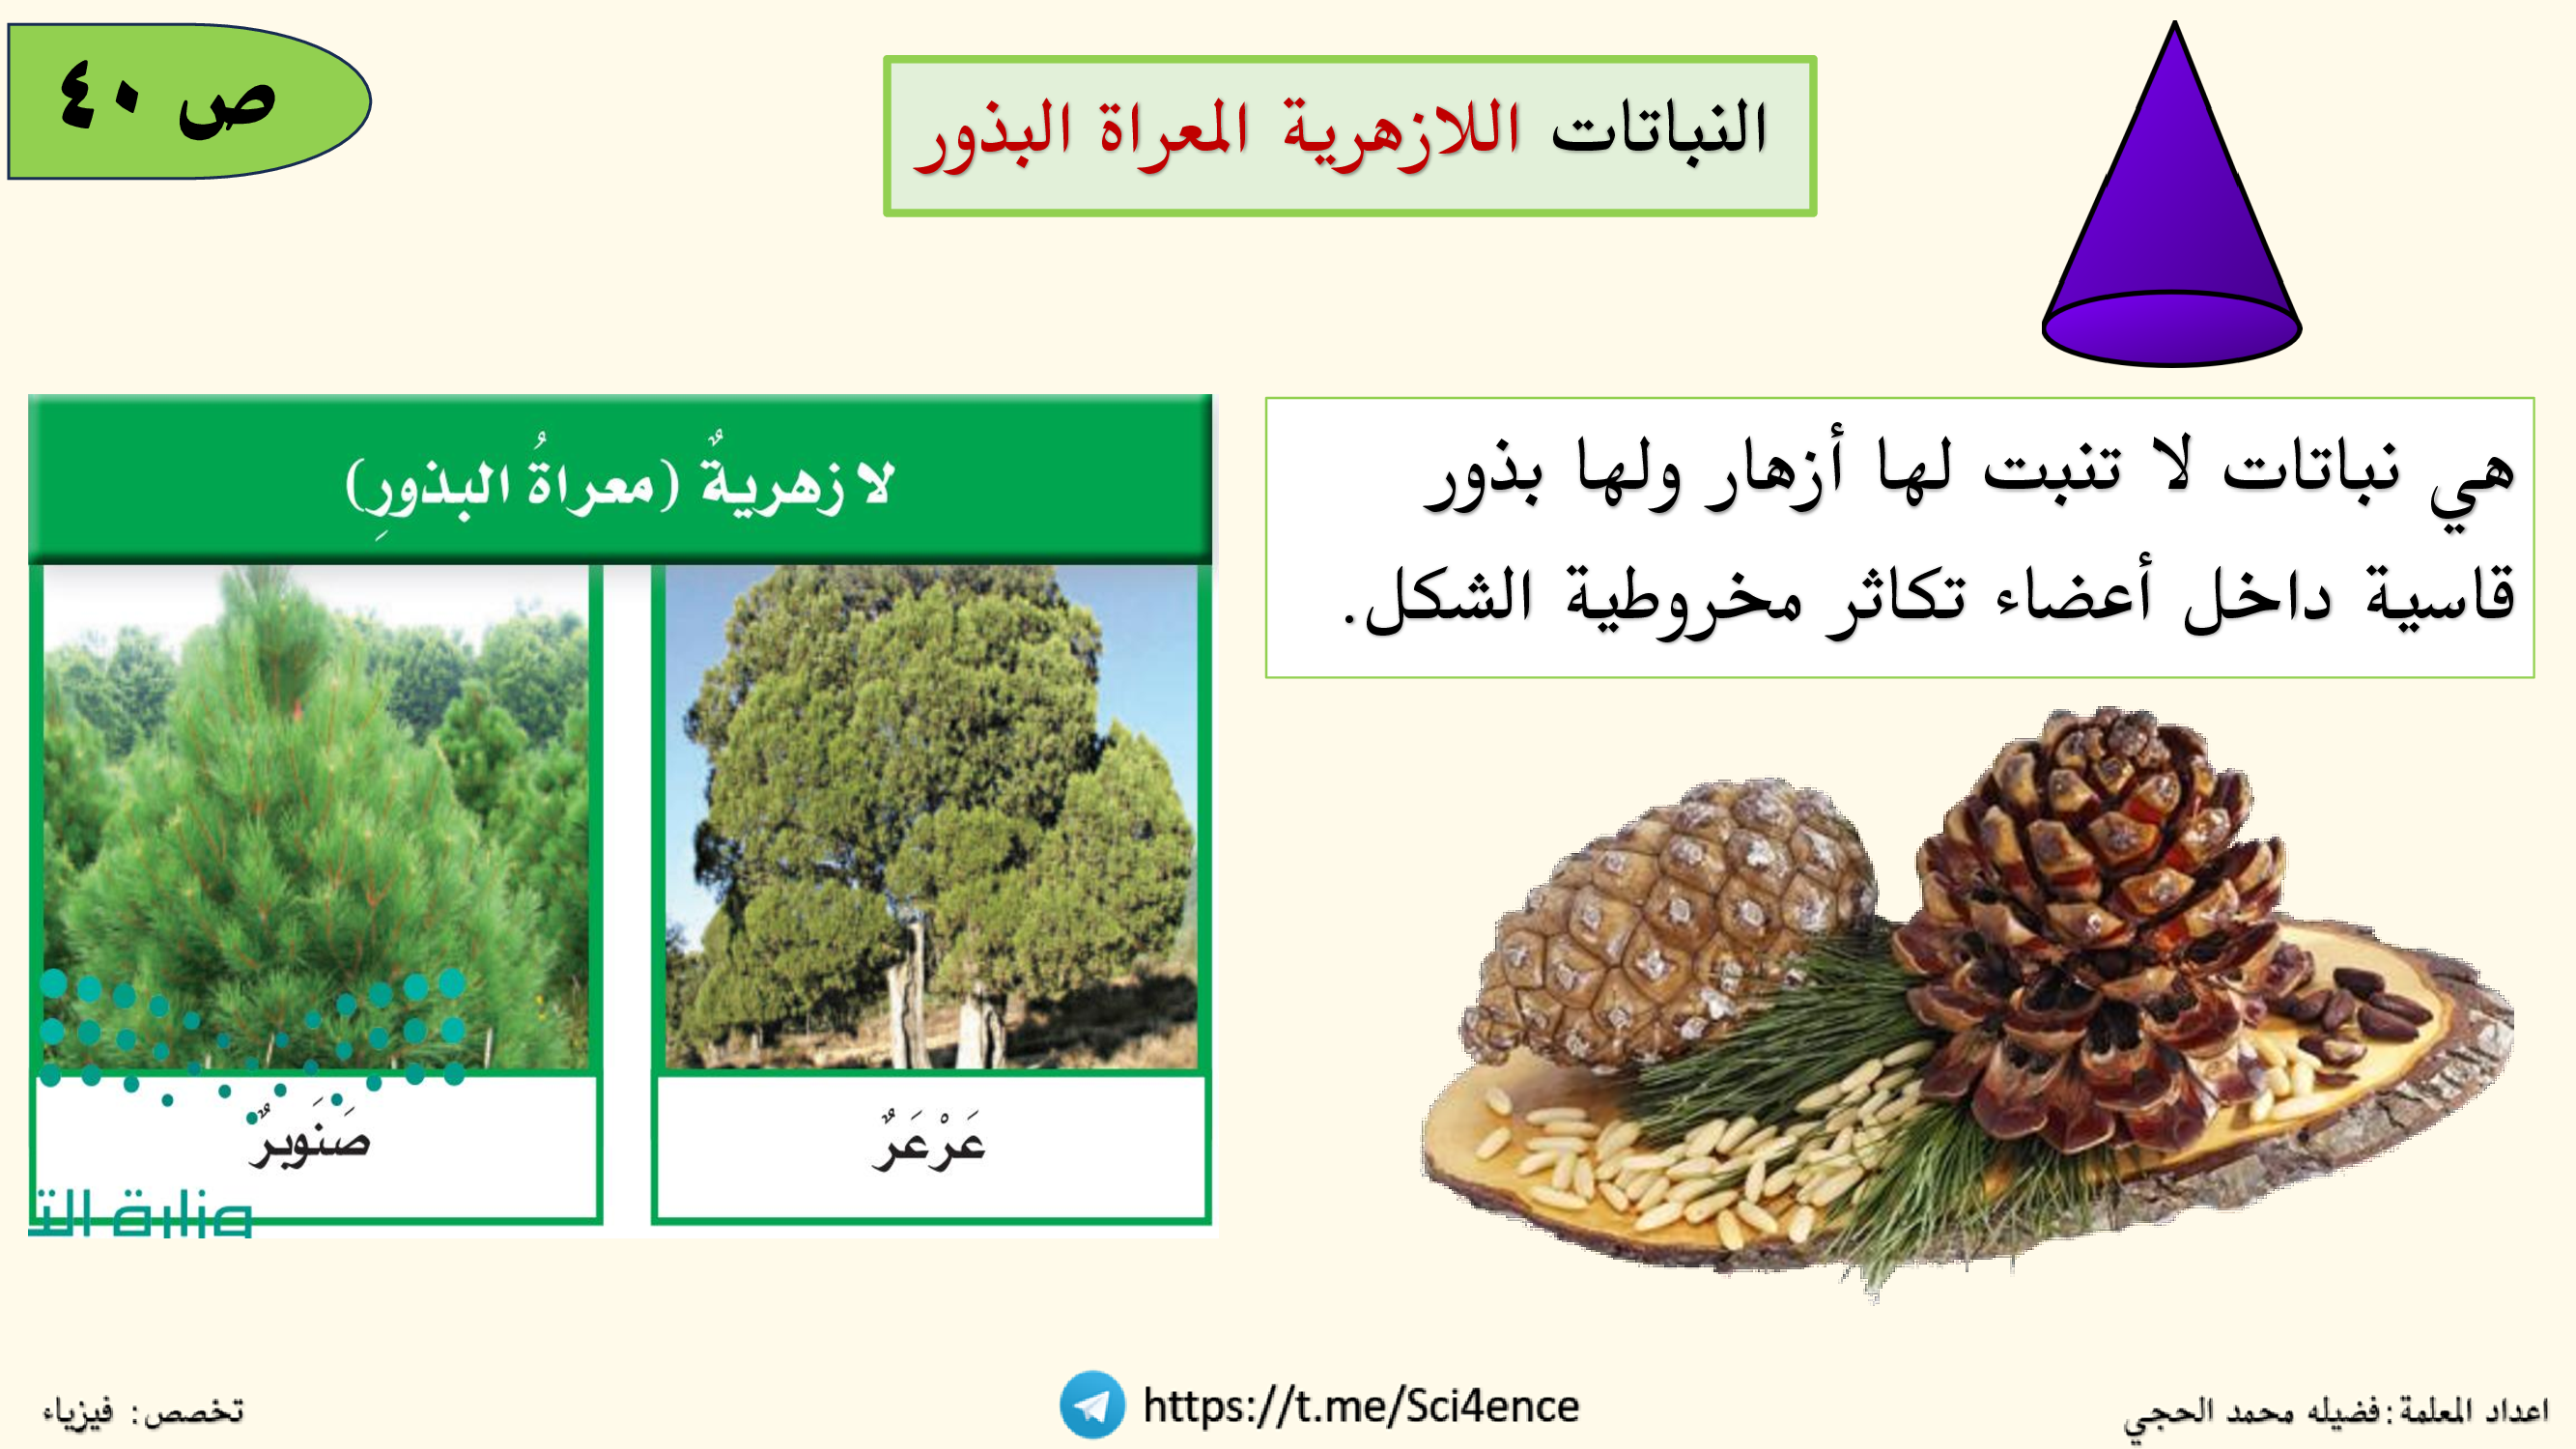 ص ٤٠
النباتات اللازهرية المعراة البذور
هي نباتات لا تنبت لها أزهار ولها بذور
قاسية داخل أعضاء تكاثر مخروطية الشكل.
لا زهريةٌ (معراةُ البذورِ)
عَرْعَرٌ
صَنَوبرٌ
وزارة
اعداد المعلمة:فضيله محمد الحجي
https://t.me/Sci4ence
تخصص: فيزياء